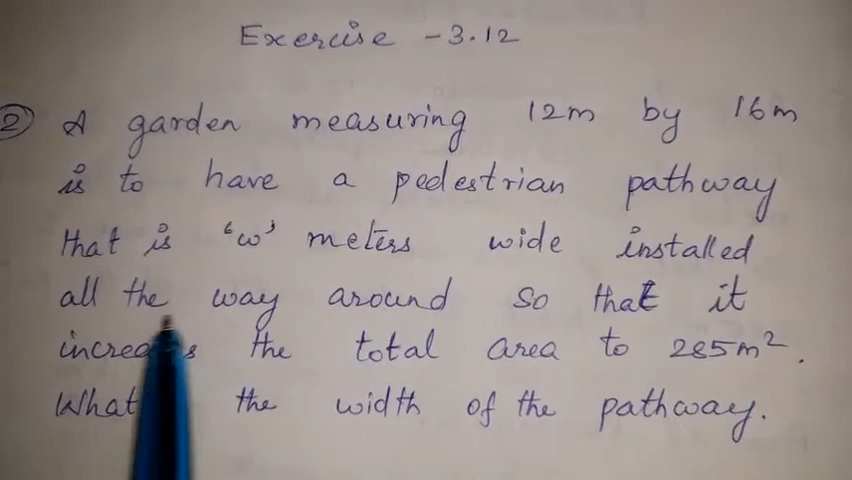 Exercise - 3.12
② A garden measuring 12m by 16m
is to have a pedestrian pathway
that is 'w' meters wide installed
all the way around so that it
the total area to 285m².
What the width of the pathway.